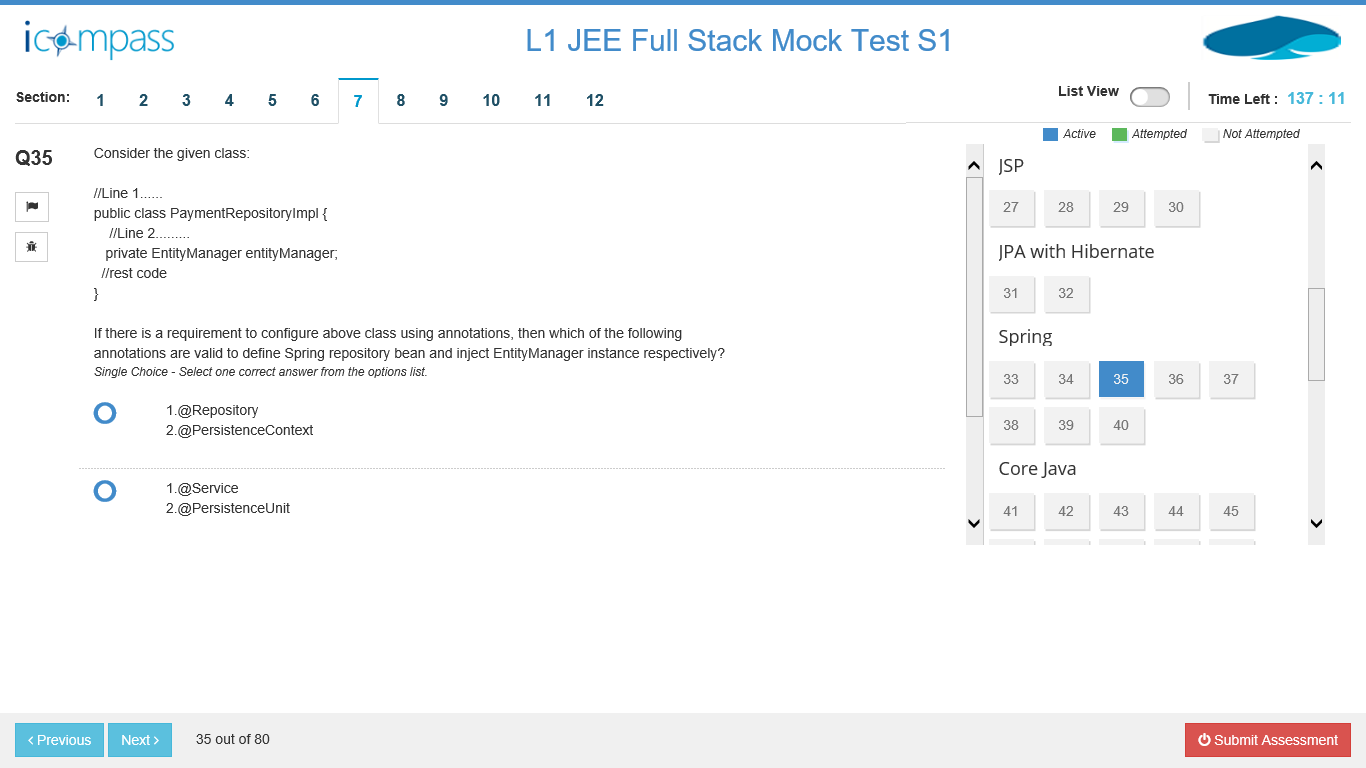 icompass
L1 JEE Full Stack Mock Test S1
Section: 1 2 3 4 5 6 7 8 9 10 11 12
List View
Time Left : 137 : 11
Active Attempted Not Attempted
Q35
Consider the given class:
//Line 1......
public class PaymentRepositoryImpl {
//Line 2.........
private EntityManager entityManager;
//rest code
}
If there is a requirement to configure above class using annotations, then which of the following
annotations are valid to define Spring repository bean and inject EntityManager instance respectively?
Single Choice - Select one correct answer from the options list.
1.@Repository
2.@PersistenceContext
1.@Service
2.@PersistenceUnit
JSP
27 28 29 30
JPA with Hibernate
31 32
Spring
33 34 35 36 37
38 39 40
Core Java
41 42 43 44 45
< Previous
Next >
35 out of 80
Submit Assessment